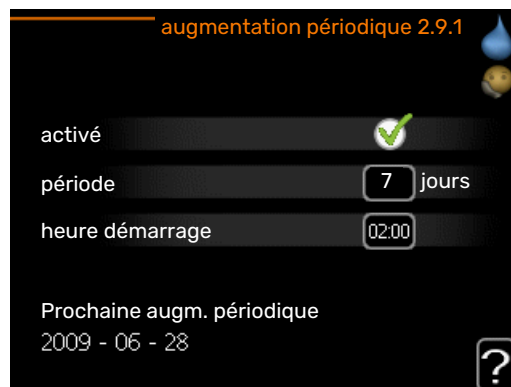 augmentation périodique 2.9.1
activé
période 7 jours
heure démarrage 02:00
Prochaine augm. périodique
2009 - 06 - 28
?